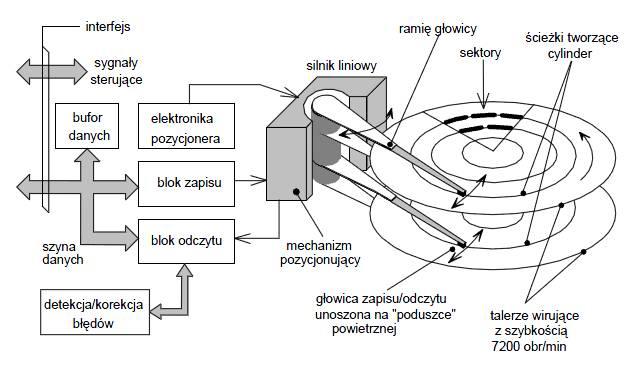 interfejs
sygnały
sterujące
bufor
danych
elektronika
pozycjonera
silnik liniowy
ramię głowicy
sektory
ścieżki tworzące
cylinder
blok zapisu
blok odczytu
szyna
danych
mechanizm
pozycjonujący
detekcja/korekcja
błędów
głowica zapisu/odczytu
unoszona na "poduszce"
powietrznej
talerze wirujące
z szybkością
7200 obr/min